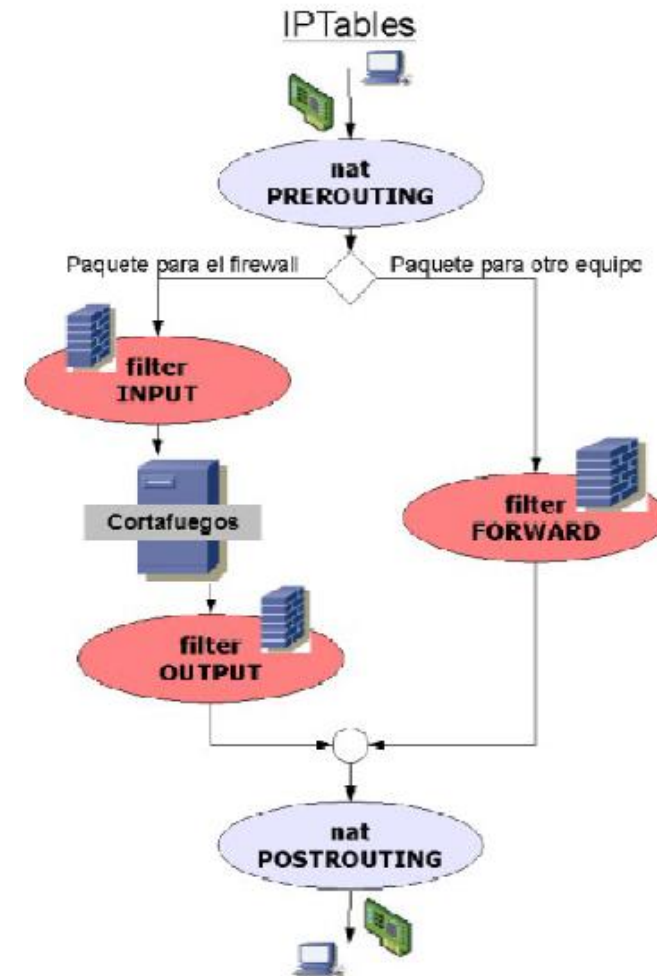 IPTables
nat
PREROUTING
Paquete para el firewall
Paquete para otro equipo
filter
INPUT
Cortafuegos
filter
FORWARD
filter
OUTPUT
nat
POSTROUTING